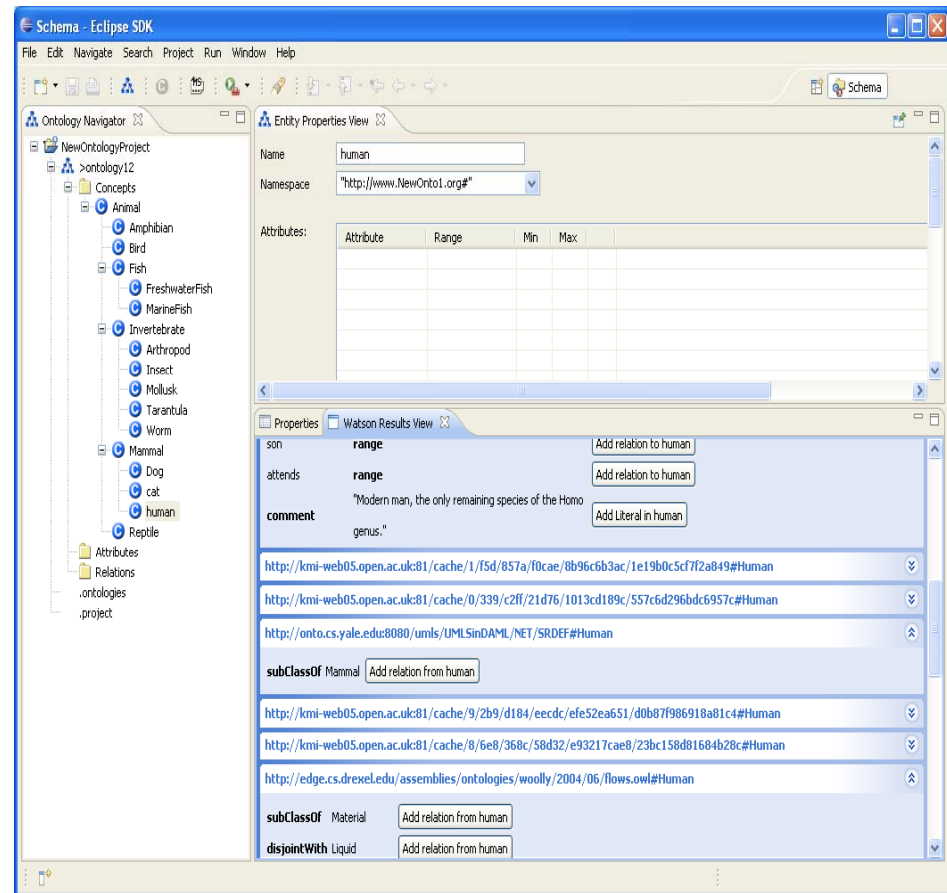 Schema - Eclipse SDK
File Edit Navigate Search Project Run Window Help
Schema
Ontology Navigator
NewOntologyProject
>ontology12
Concepts
Animal
Amphibian
Bird
Fish
FreshwaterFish
MarineFish
Invertebrate
Arthropod
Insect
Mollusk
Tarantula
Worm
Mammal
Dog
cat
human
Reptile
Attributes
Relations
.ontologies
.project
Entity Properties View
Name human
Namespace "http://www.NewOnto1.org#"
Attributes:
Attribute Range Min Max
Properties Watson Results View
son range Add relation to human
attends range Add relation to human
comment "Modern man, the only remaining species of the Homo genus." Add Literal in human
http://kmi-web05.open.ac.uk:81/cache/1/f5d/857a/f0cae/8b96c6b3ac/1e19b0c5cf7f2a849#Human
http://kmi-web05.open.ac.uk:81/cache/0/339/c2ff/21d76/1013cd189c/557c6d296bdc6957c#Human
http://onto.cs.yale.edu:8080/umls/UMLSinDAML/NET/SRDEF#Human
subClassOf Mammal Add relation from human
http://kmi-web05.open.ac.uk:81/cache/9/2b9/d184/eecdc/efe52ea651/d0b87f986918a81c4#Human
http://kmi-web05.open.ac.uk:81/cache/8/6e8/368c/58d32/e93217cae8/23bc158d81684b28c#Human
http://edge.cs.drexel.edu/assemblies/ontologies/woolly/2004/06/flows.owl#Human
subClassOf Material Add relation from human
disjointWith Liquid Add relation from human